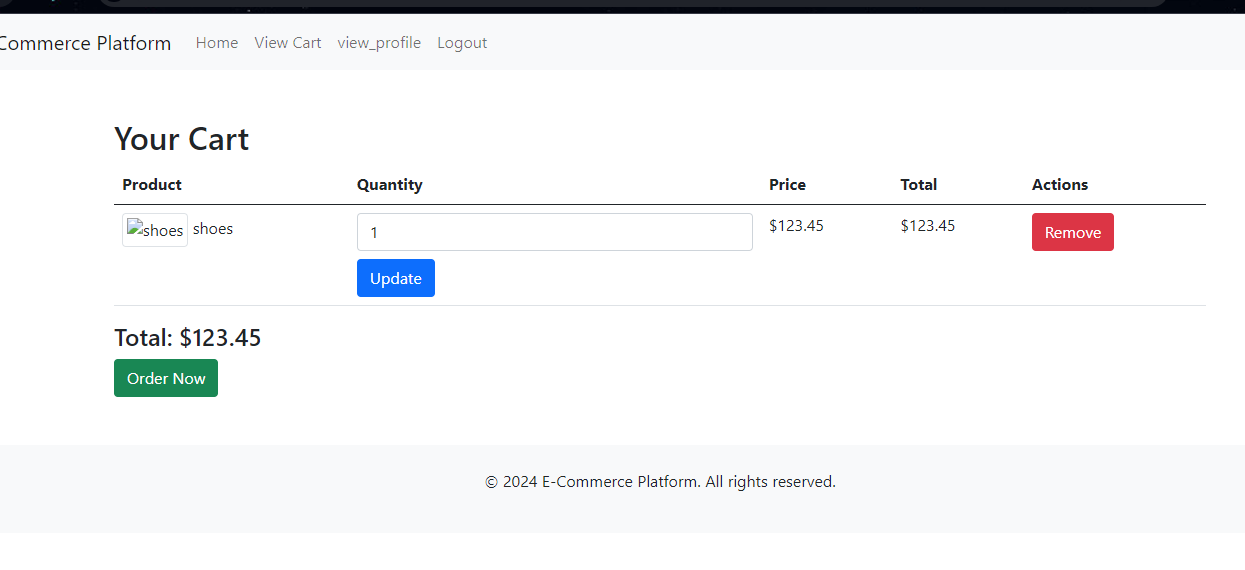 Commerce Platform Home View Cart view_profile Logout
Your Cart
Product Quantity Price Total Actions
shoes shoes 1 $123.45 $123.45 Remove
Update
Total: $123.45
Order Now
© 2024 E-Commerce Platform. All rights reserved.